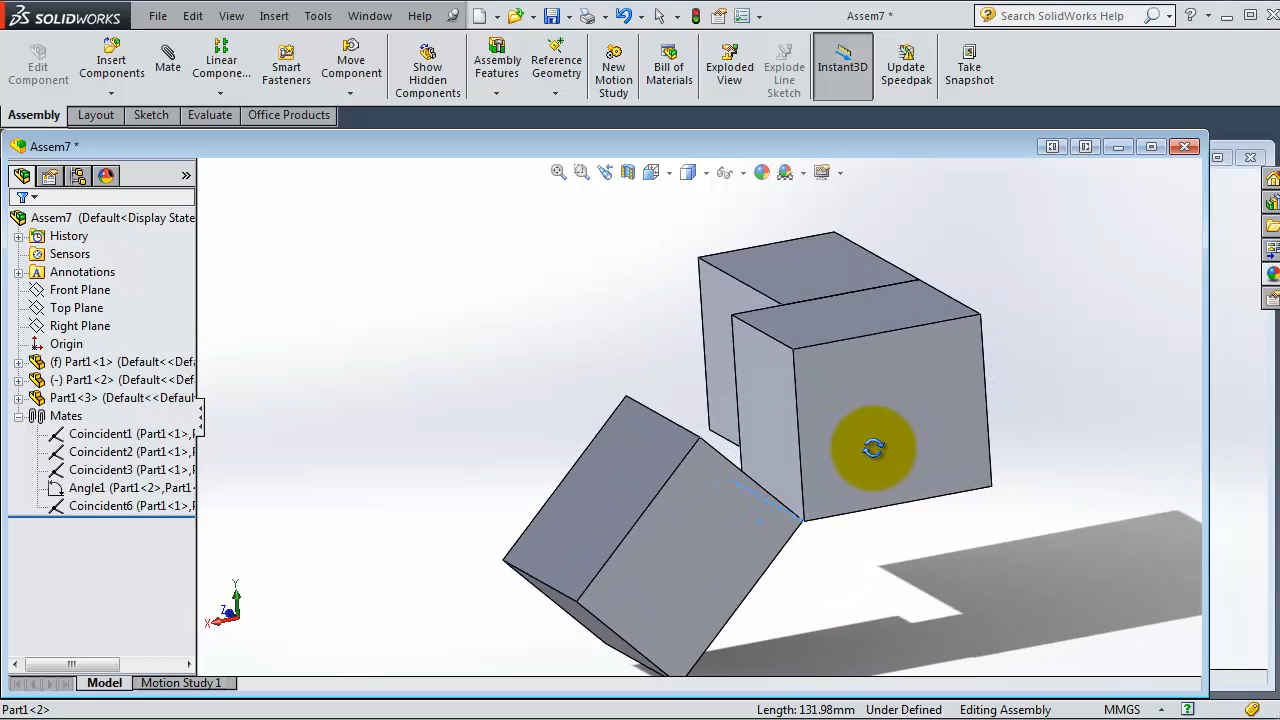 SOLIDWORKS File Edit View Insert Tools Window Help Assem7 * Search SolidWorks Help
Edit Component
Insert Components
Mate
Linear Compone...
Smart Fasteners
Move Component
Show Hidden Components
Assembly Features
Reference Geometry
New Motion Study
Bill of Materials
Exploded View
Explode Line Sketch
Instant3D
Update Speedpak
Take Snapshot
Assembly Layout Sketch Evaluate Office Products
Assem7 *
Assem7 (Default<Display State
History
Sensors
Annotations
Front Plane
Top Plane
Right Plane
Origin
(f) Part1<1> (Default<<Def
(-) Part1<2> (Default<<Def
Part1<3> (Default<<Defaul
Mates
Coincident1 (Part1<1>,
Coincident2 (Part1<1>,
Coincident3 (Part1<1>,
Angle1 (Part1<2>,Part1
Coincident6 (Part1<1>,
Y
Z
X
Model Motion Study 1
Part1<2> Length: 131.98mm Under Defined Editing Assembly MMGS